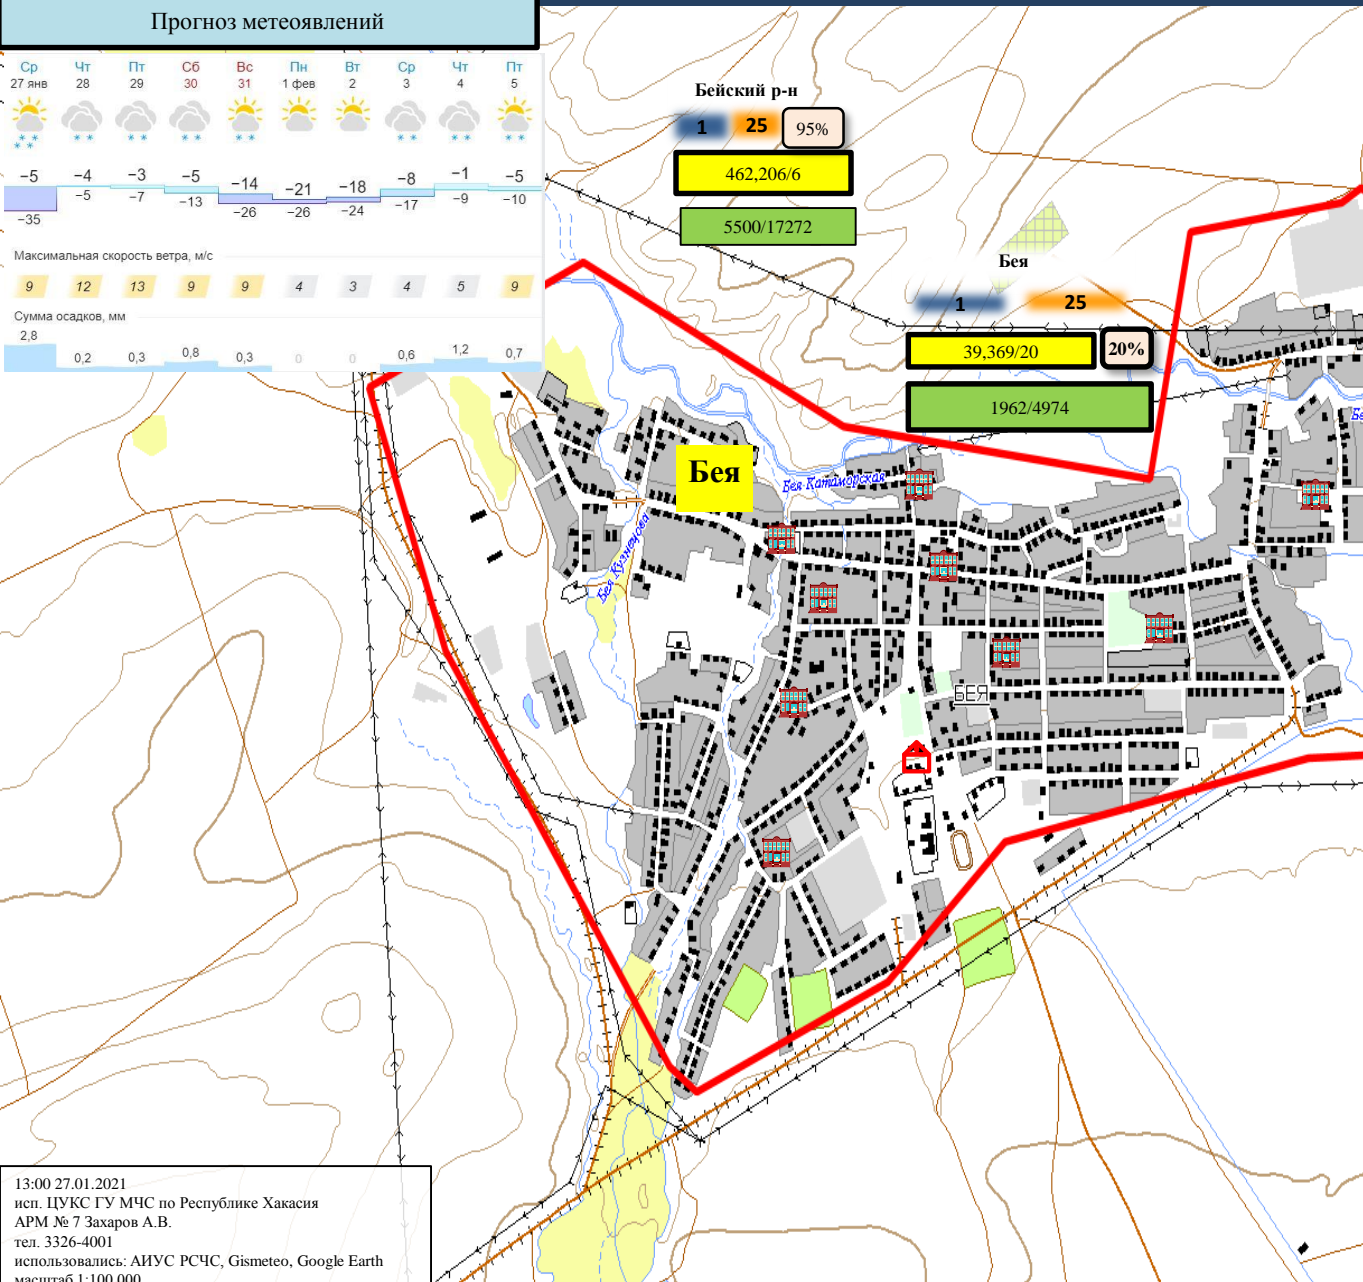 Прогноз метеоявлений
Ср Чт Пт Сб Вс Пн Вт Ср Чт Пт
27 янв 28 29 30 31 1 фев 2 3 4 5
−5 −4 −3 −5 −14 −21 −18 −8 −1 −5
−35 −5 −7 −13 −26 −26 −24 −17 −9 −10
Максимальная скорость ветра, м/с
9 12 13 9 9 4 3 4 5 9
Сумма осадков, мм
2,8 0,2 0,3 0,8 0,3 0 0 0,6 1,2 0,7
Бейский р-н
1 25 95%
462,206/6
5500/17272
Бея
1 25
39,369/20 20%
1962/4974
Бе
Бея
Бея Катаморская
Бея Кузнецова
БЕЯ
13:00 27.01.2021
исп. ЦУКС ГУ МЧС по Республике Хакасия
АРМ № 7 Захаров А.В.
тел. 3326-4001
использовались: АИУС РСЧС, Gismeteo, Google Earth
масштаб 1:100 000